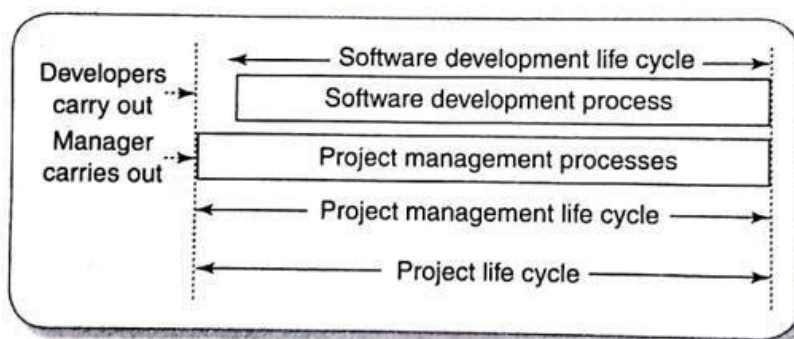 Software development life cycle
Developers
carry out
Software development process
Manager
carries out
Project management processes
Project management life cycle
Project life cycle